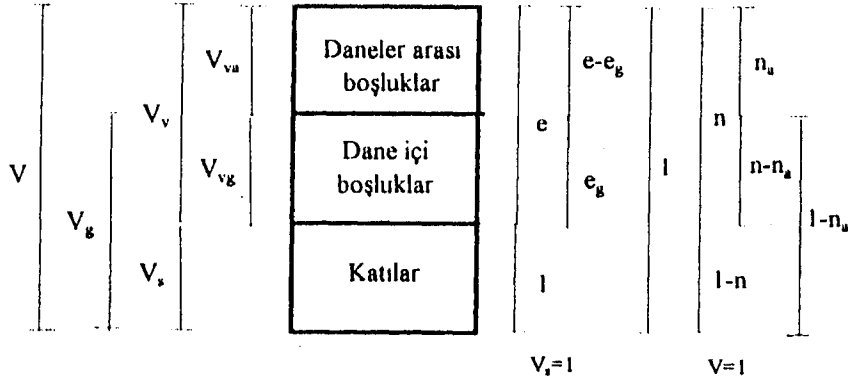 Daneler arası
boşluklar
Dane içi
boşluklar
Katılar
V
V_g
V_v
V_s
V_va
V_vg
e
1
e-e_g
e_g
1
n
1-n
n_a
n-n_a
1-n_a
V_s=1
V=1